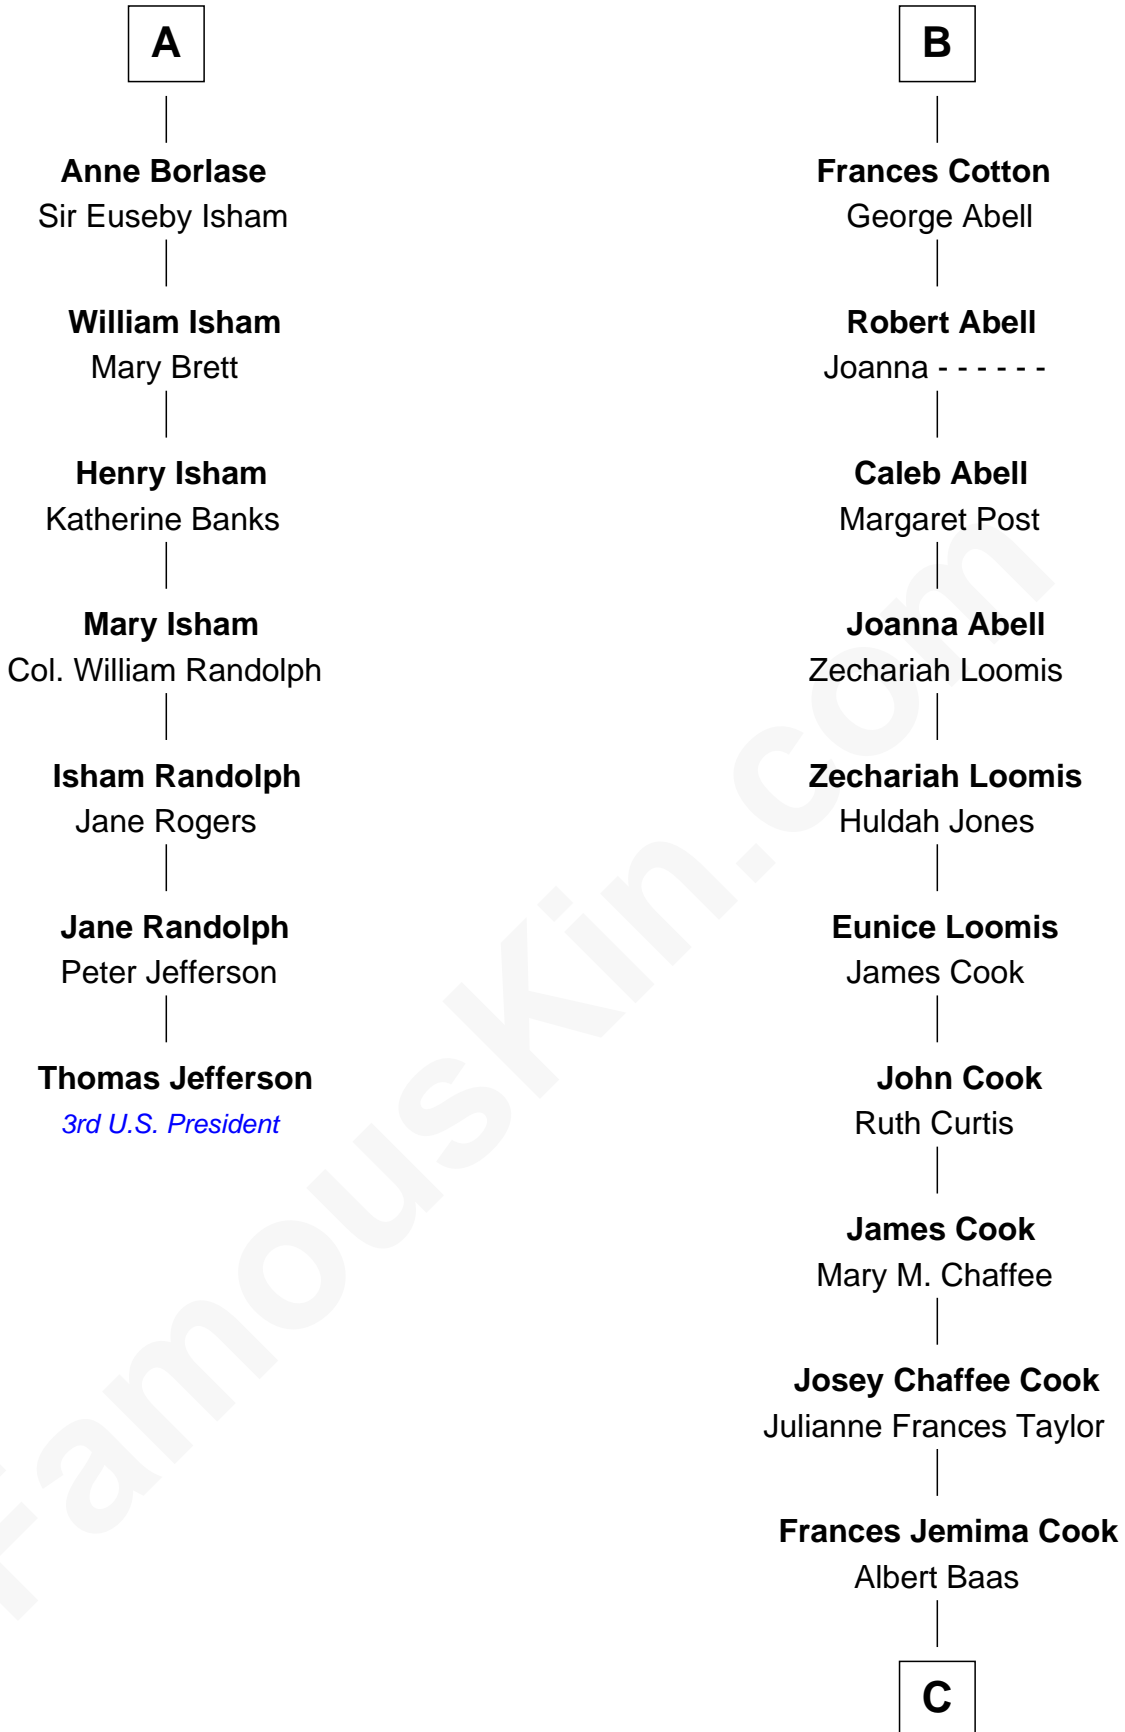 A
Anne Borlase
Sir Euseby Isham
William Isham
Mary Brett
Henry Isham
Katherine Banks
Mary Isham
Col. William Randolph
Isham Randolph
Jane Rogers
Jane Randolph
Peter Jefferson
Thomas Jefferson
3rd U.S. President
B
Frances Cotton
George Abell
Robert Abell
Joanna - - - - - -
Caleb Abell
Margaret Post
Joanna Abell
Zechariah Loomis
Zechariah Loomis
Huldah Jones
Eunice Loomis
James Cook
John Cook
Ruth Curtis
James Cook
Mary M. Chaffee
Josey Chaffee Cook
Julianne Frances Taylor
Frances Jemima Cook
Albert Baas
C
FamousKin.com